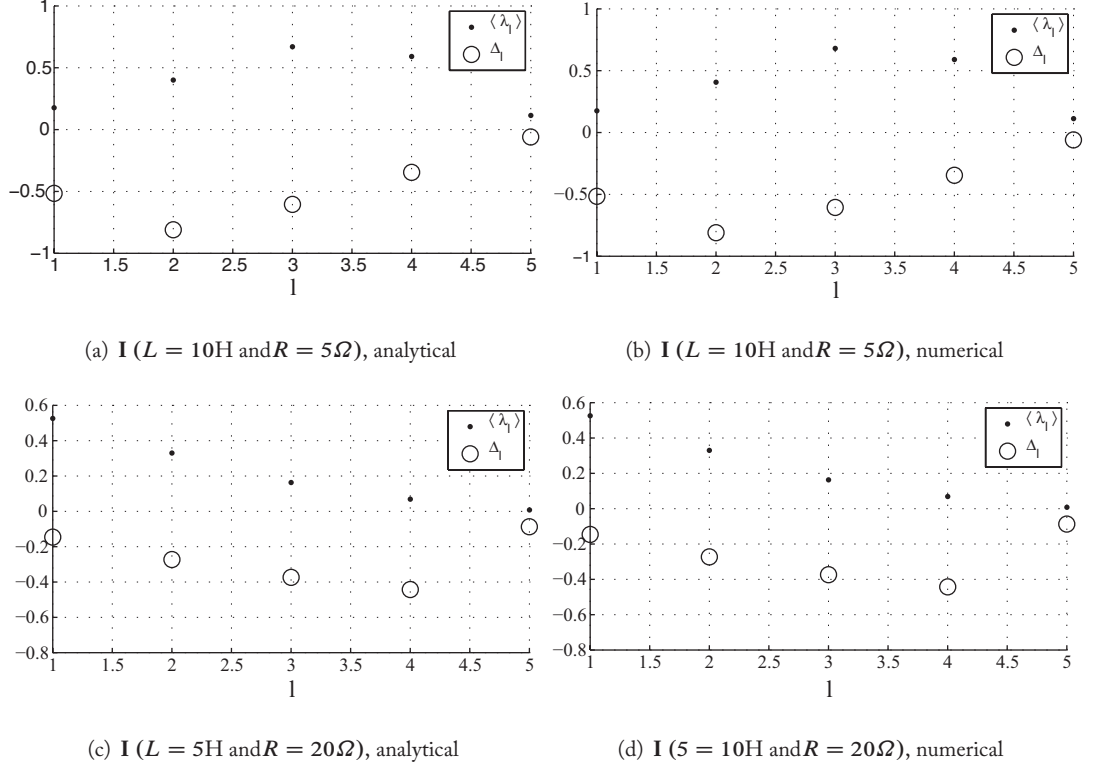 1
0.5
0
−0.5
−1
1 1.5 2 2.5 3 3.5 4 4.5 5
l
⟨ λl ⟩
Δl
1
0.5
0
−0.5
−1
1 1.5 2 2.5 3 3.5 4 4.5 5
l
⟨ λl ⟩
Δl
(a) I (L = 10H andR = 5Ω), analytical
(b) I (L = 10H andR = 5Ω), numerical
0.6
0.4
0.2
0
−0.2
−0.4
−0.6
−0.8
1 1.5 2 2.5 3 3.5 4 4.5 5
l
⟨ λl ⟩
Δl
0.6
0.4
0.2
0
−0.2
−0.4
−0.6
−0.8
1 1.5 2 2.5 3 3.5 4 4.5 5
l
⟨ λl ⟩
Δl
(c) I (L = 5H andR = 20Ω), analytical
(d) I (5 = 10H andR = 20Ω), numerical